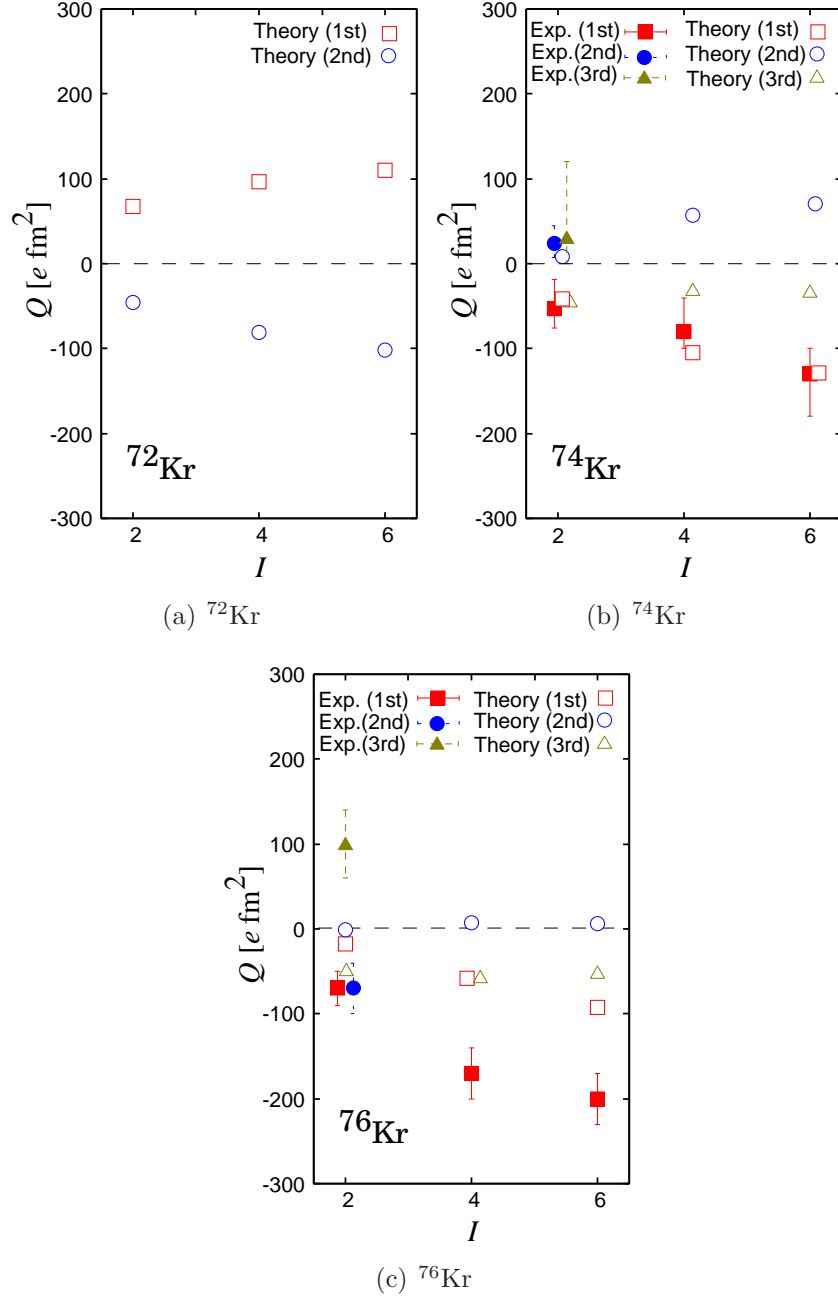 300
200
100
0
-100
-200
-300
Q [e fm²]
Theory (1st)
Theory (2nd)
⁷²Kr
2 4 6
I
(a) ⁷²Kr
300
200
100
0
-100
-200
-300
Q [e fm²]
Exp. (1st) Theory (1st)
Exp.(2nd) Theory (2nd)
Exp.(3rd) Theory (3rd)
⁷⁴Kr
2 4 6
I
(b) ⁷⁴Kr
300
200
100
0
-100
-200
-300
Q [e fm²]
Exp. (1st) Theory (1st)
Exp.(2nd) Theory (2nd)
Exp.(3rd) Theory (3rd)
⁷⁶Kr
2 4 6
I
(c) ⁷⁶Kr